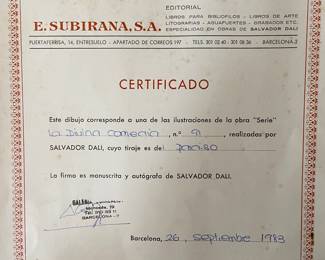 EDITORIAL
E. SUBIRANA, S.A.
LIBROS PARA BIBLIOFILOS - LIBROS DE ARTE
LITOGRAFIAS - AGUAFUERTES - GRABADOS ETC.
ESPECIALIDAD EN OBRAS DE SALVADOR DALI
PUERTAFERRISA, 14, ENTRESUELO - APARTADO DE CORREOS 197 - TELS. 301 02 40 - 301 08 36 - BARCELONA-2
CERTIFICADO
Este dibujo corresponde a una de las ilustraciones de la obra "Serie"
La Divina Comedia, n.º 91, realizadas por
SALVADOR DALI, cuyo tiraje es del
La firma es manuscrita y autógrafa de SALVADOR DALI.
BARCELONA
Barcelona, 26 septiembre 1983